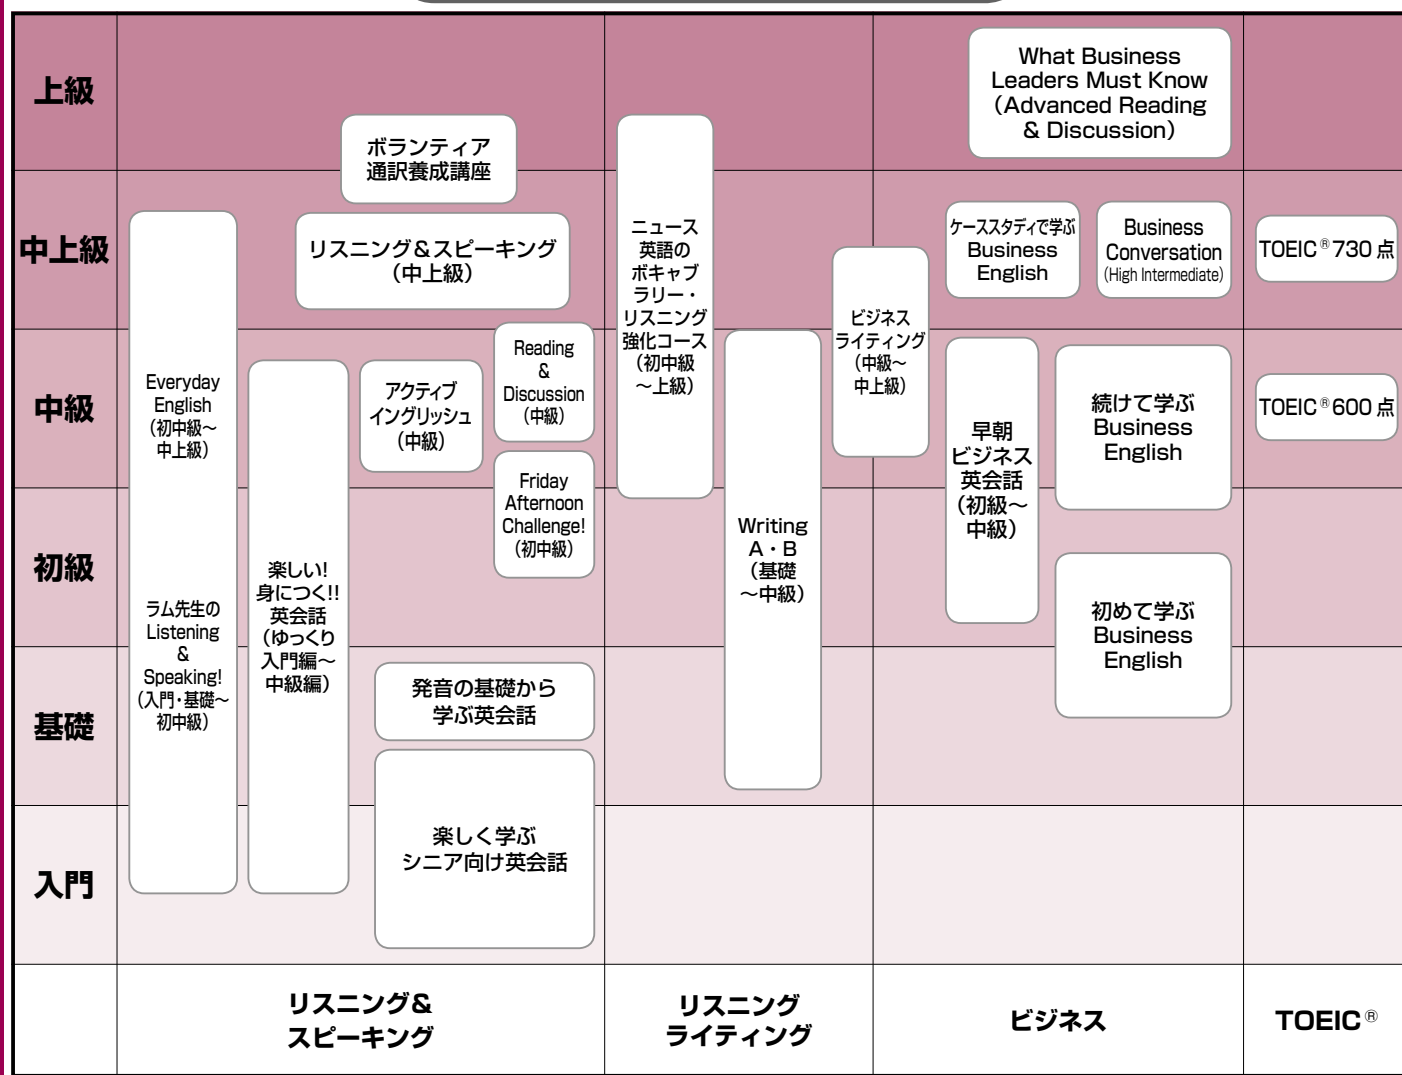 上級
What Business
Leaders Must Know
(Advanced Reading
& Discussion)
ボランティア
通訳養成講座
中上級
リスニング＆スピーキング
(中上級)
ニュース
英語の
ボキャブ
ラリー・
リスニング
強化コース
(初中級
～上級)
ケーススタディで学ぶ
Business
English
Business
Conversation
(High Intermediate)
TOEIC®730点
ビジネス
ライティング
(中級～
中上級)
中級
Everyday
English
(初中級～
中上級)
アクティブ
イングリッシュ
(中級)
Reading
&
Discussion
(中級)
早朝
ビジネス
英会話
(初級～
中級)
続けて学ぶ
Business
English
TOEIC®600点
初級
ラム先生の
Listening
&
Speaking!
(入門・基礎～
初中級)
楽しい!
身につく!!
英会話
(ゆっくり
入門編～
中級編)
Friday
Afternoon
Challenge!
(初中級)
Writing
A・B
(基礎
～中級)
初めて学ぶ
Business
English
基礎
発音の基礎から
学ぶ英会話
入門
楽しく学ぶ
シニア向け英会話
リスニング&
スピーキング
リスニング
ライティング
ビジネス
TOEIC®